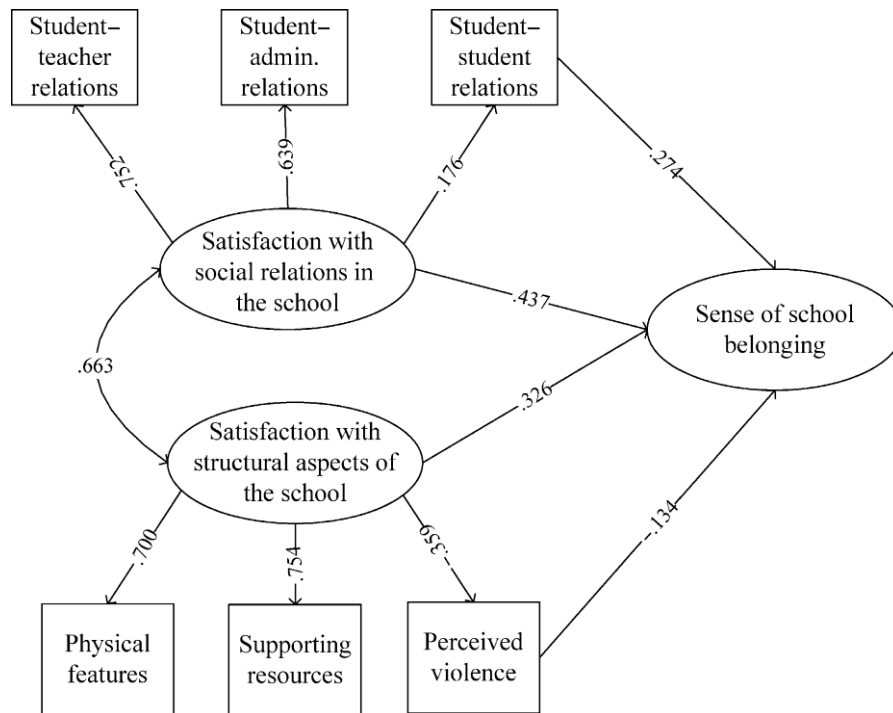 Student–
teacher
relations
Student–
admin.
relations
Student–
student
relations
.752
.639
.176
.274
Satisfaction with
social relations in
the school
.437
Sense of school
belonging
.663
.326
Satisfaction with
structural aspects of
the school
.700
.754
-.359
-.134
Physical
features
Supporting
resources
Perceived
violence